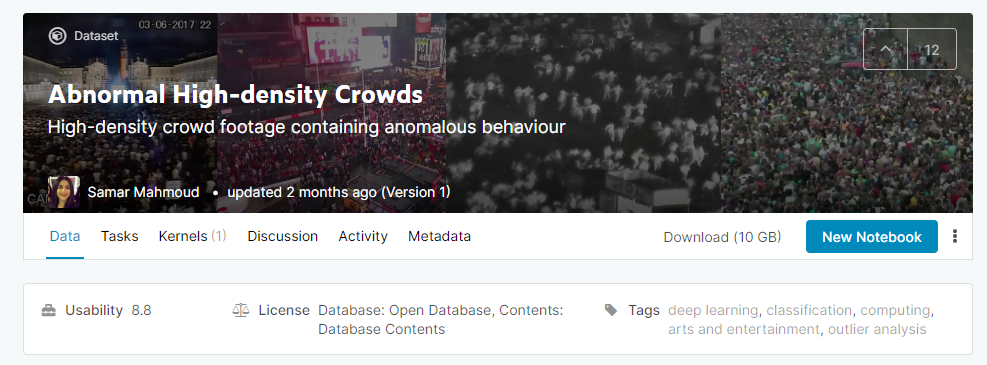 03-06-2017 22
Dataset
12
Abnormal High-density Crowds
High-density crowd footage containing anomalous behaviour
CA
Samar Mahmoud • updated 2 months ago (Version 1)
Data Tasks Kernels (1) Discussion Activity Metadata Download (10 GB) New Notebook
Usability 8.8
License Database: Open Database, Contents:
Database Contents
Tags deep learning, classification, computing,
arts and entertainment, outlier analysis